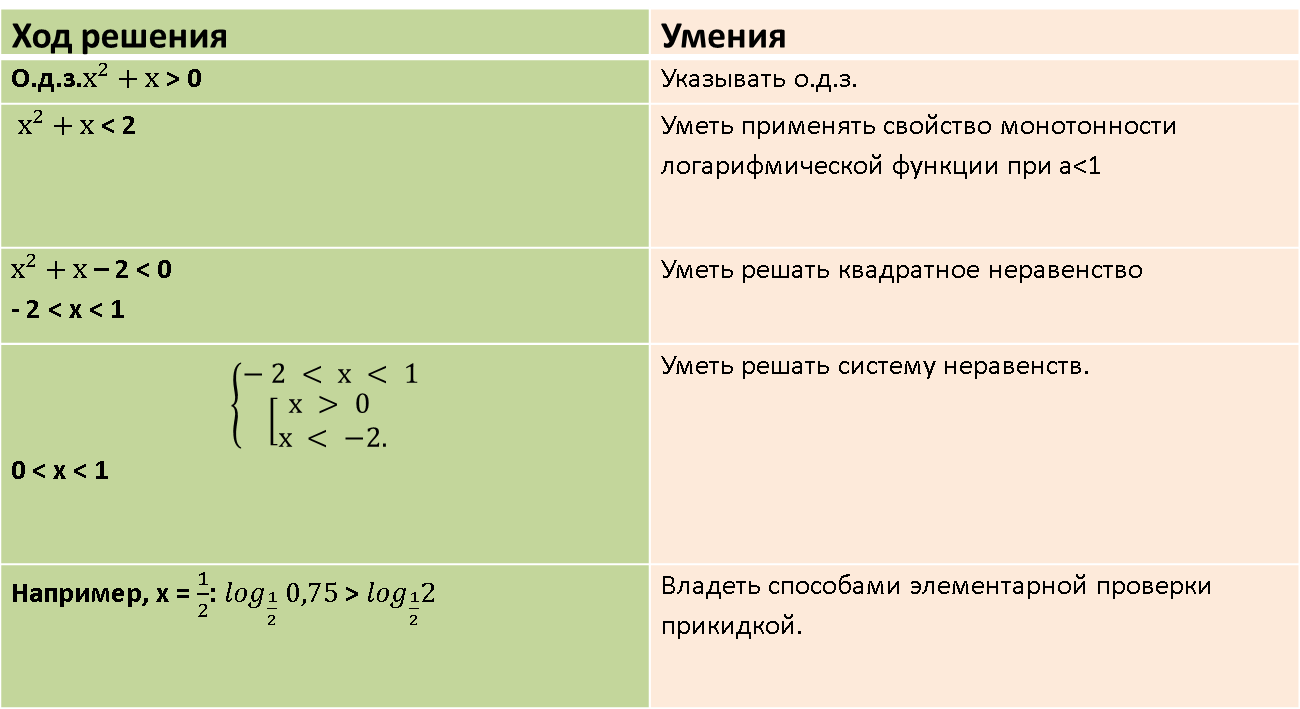 Ход решения
Умения
О.д.з.x² + x > 0
Указывать о.д.з.
x² + x < 2
Уметь применять свойство монотонности
логарифмической функции при a<1
x² + x – 2 < 0
- 2 < x < 1
Уметь решать квадратное неравенство
{− 2 < x < 1
[x > 0
x < −2.
0 < x < 1
Уметь решать систему неравенств.
Например, x = 1/2: log_{1/2} 0,75 > log_{1/2} 2
Владеть способами элементарной проверки
прикидкой.